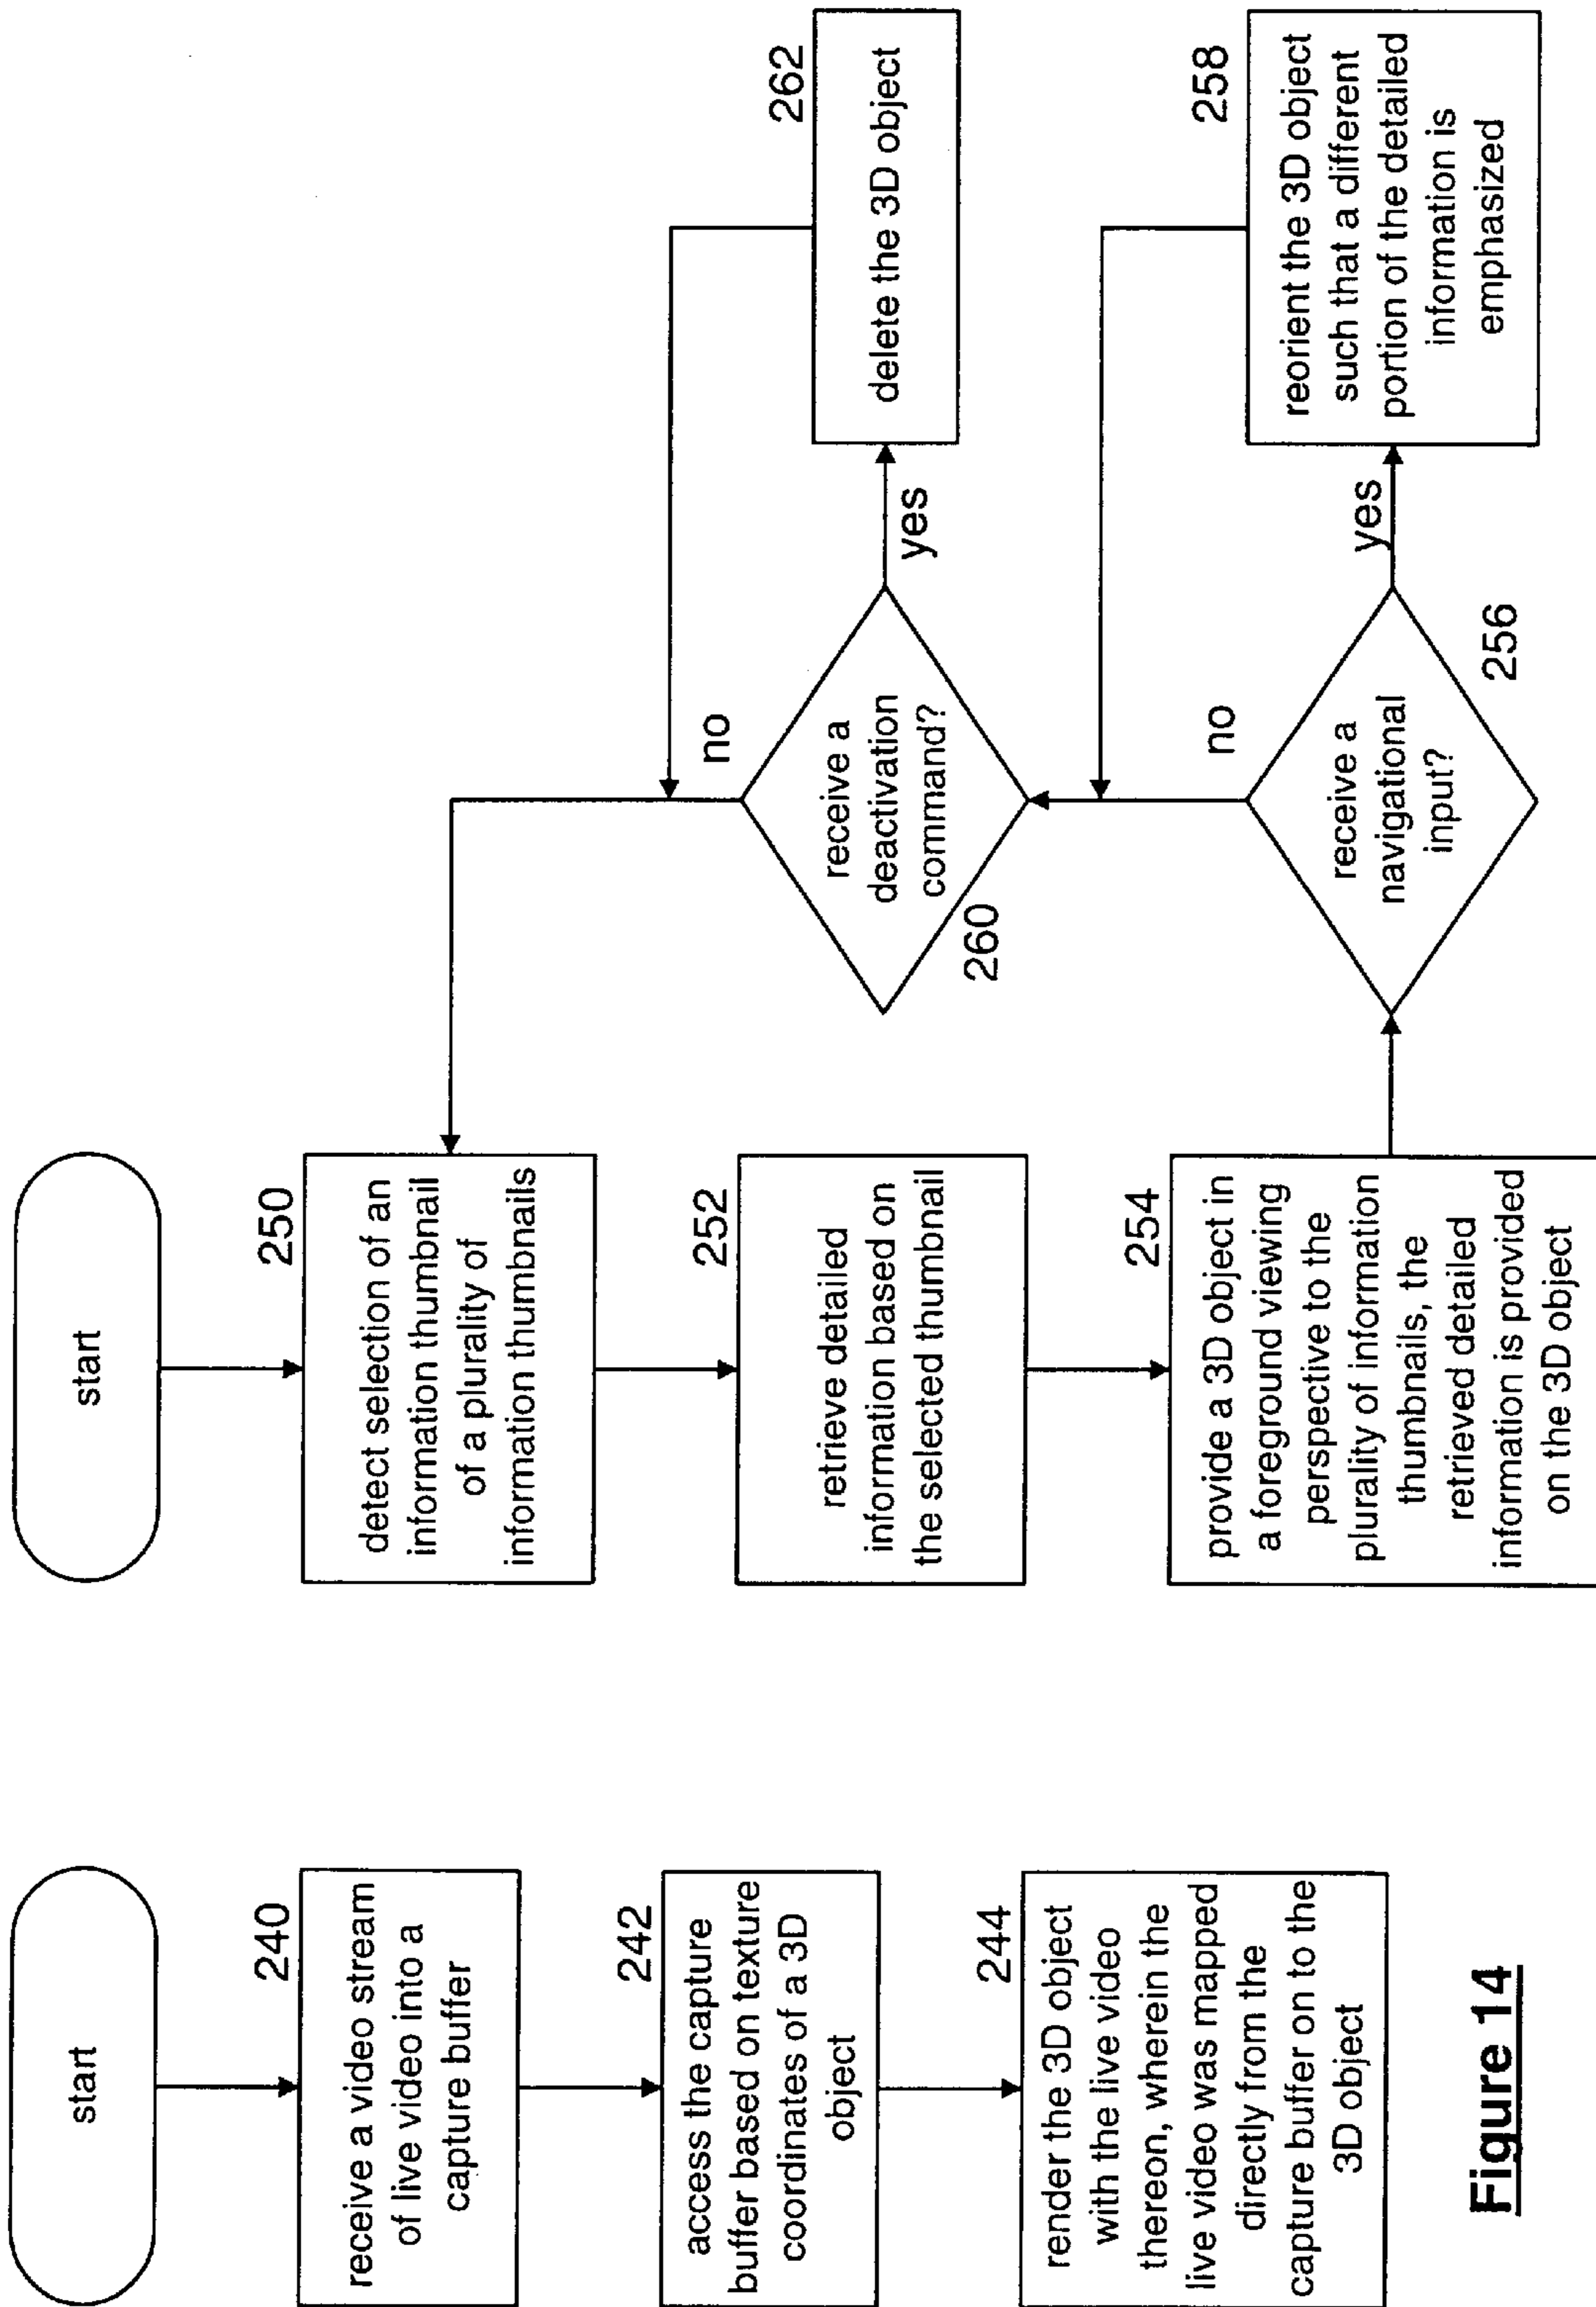 start
240
receive a video stream
of live video into a
capture buffer
242
access the capture
buffer based on texture
coordinates of a 3D
object
244
render the 3D object
with the live video
thereon, wherein the
live video was mapped
directly from the
capture buffer on to the
3D object
Figure 14
start
250
detect selection of an
information thumbnail
of a plurality of
information thumbnails
252
retrieve detailed
information based on
the selected thumbnail
254
provide a 3D object in
a foreground viewing
perspective to the
plurality of information
thumbnails, the
retrieved detailed
information is provided
on the 3D object
receive a
navigational
input?
256
no
yes
258
reorient the 3D object
such that a different
portion of the detailed
information is
emphasized
receive a
deactivation
command?
260
no
yes
262
delete the 3D object